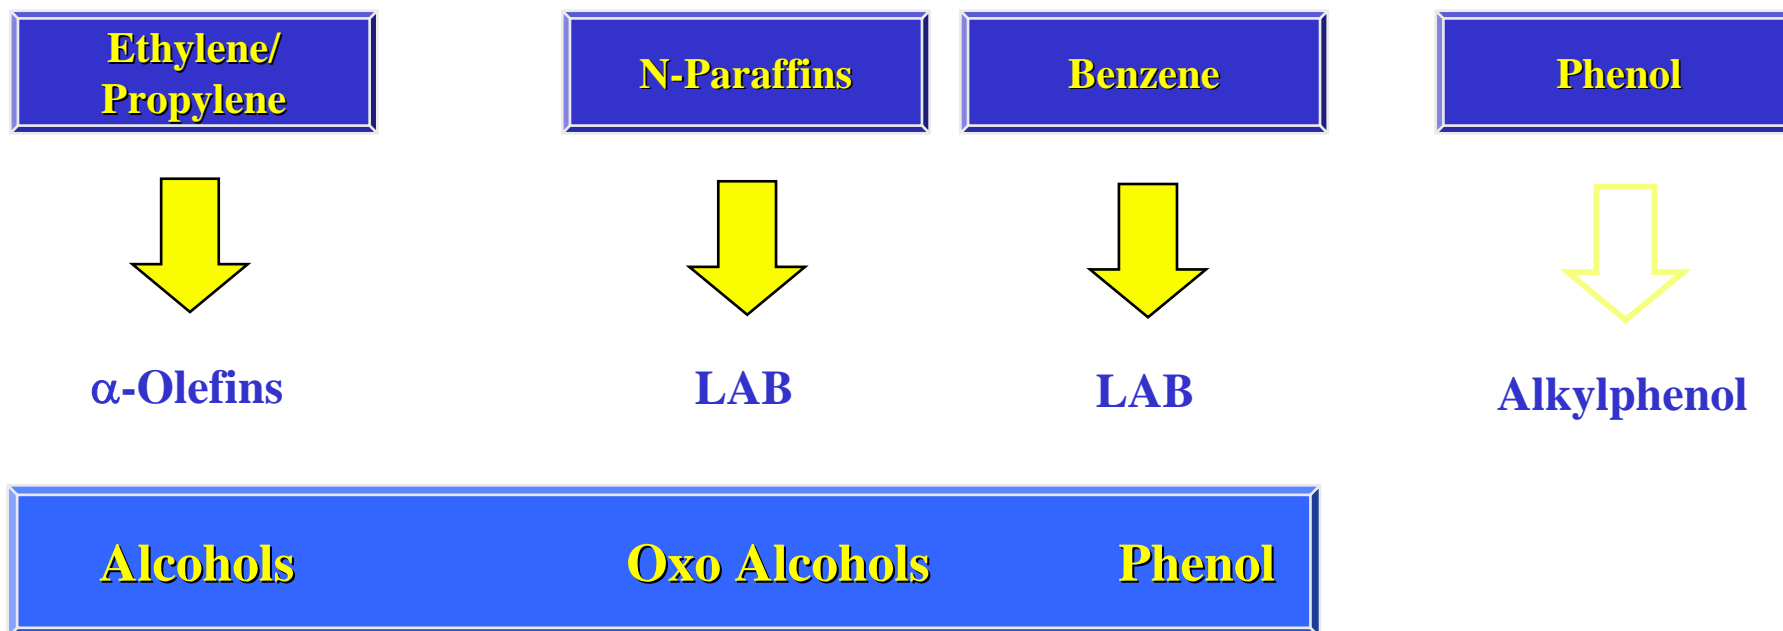 Ethylene/
Propylene
N-Paraffins
Benzene
Phenol
α-Olefins
LAB
LAB
Alkylphenol
Alcohols
Oxo Alcohols
Phenol